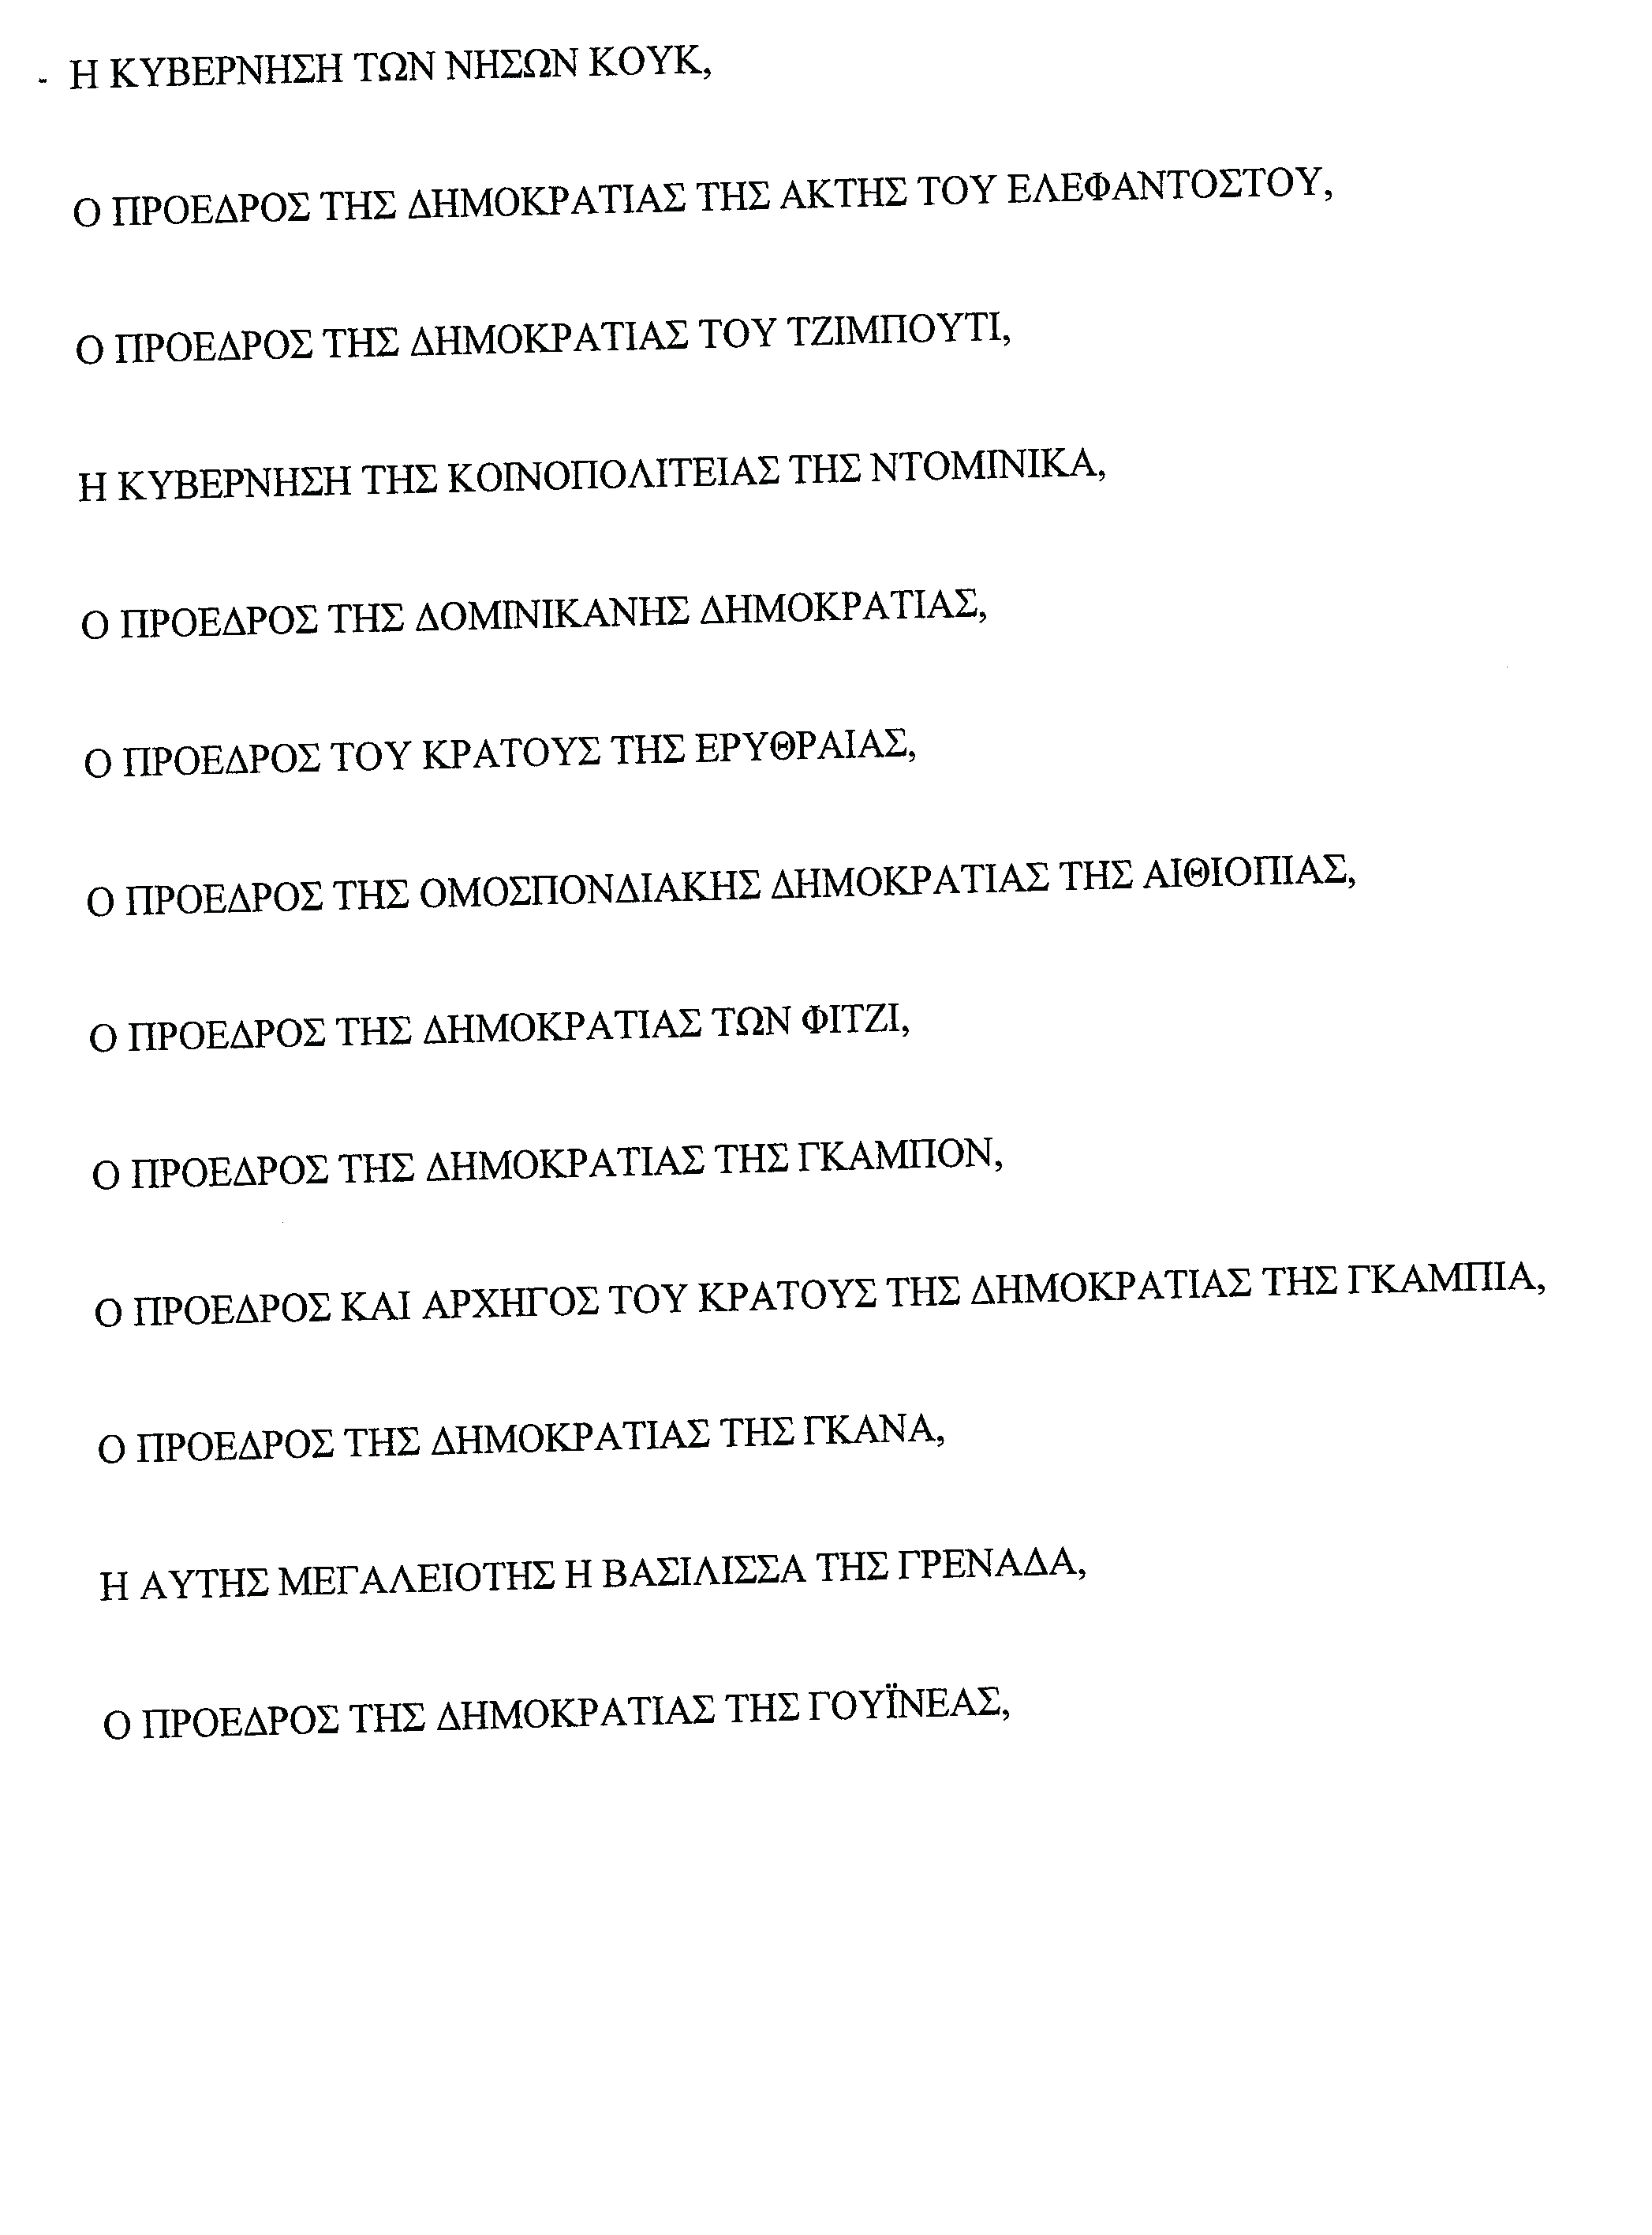 - Η ΚΥΒΕΡΝΗΣΗ ΤΩΝ ΝΗΣΩΝ ΚΟΥΚ,
Ο ΠΡΟΕΔΡΟΣ ΤΗΣ ΔΗΜΟΚΡΑΤΙΑΣ ΤΗΣ ΑΚΤΗΣ ΤΟΥ ΕΛΕΦΑΝΤΟΣΤΟΥ,
Ο ΠΡΟΕΔΡΟΣ ΤΗΣ ΔΗΜΟΚΡΑΤΙΑΣ ΤΟΥ ΤΖΙΜΠΟΥΤΙ,
Η ΚΥΒΕΡΝΗΣΗ ΤΗΣ ΚΟΙΝΟΠΟΛΙΤΕΙΑΣ ΤΗΣ ΝΤΟΜΙΝΙΚΑ,
Ο ΠΡΟΕΔΡΟΣ ΤΗΣ ΔΟΜΙΝΙΚΑΝΗΣ ΔΗΜΟΚΡΑΤΙΑΣ,
Ο ΠΡΟΕΔΡΟΣ ΤΟΥ ΚΡΑΤΟΥΣ ΤΗΣ ΕΡΥΘΡΑΙΑΣ,
Ο ΠΡΟΕΔΡΟΣ ΤΗΣ ΟΜΟΣΠΟΝΔΙΑΚΗΣ ΔΗΜΟΚΡΑΤΙΑΣ ΤΗΣ ΑΙΘΙΟΠΙΑΣ,
Ο ΠΡΟΕΔΡΟΣ ΤΗΣ ΔΗΜΟΚΡΑΤΙΑΣ ΤΩΝ ΦΙΤΖΙ,
Ο ΠΡΟΕΔΡΟΣ ΤΗΣ ΔΗΜΟΚΡΑΤΙΑΣ ΤΗΣ ΓΚΑΜΠΟΝ,
Ο ΠΡΟΕΔΡΟΣ ΚΑΙ ΑΡΧΗΓΟΣ ΤΟΥ ΚΡΑΤΟΥΣ ΤΗΣ ΔΗΜΟΚΡΑΤΙΑΣ ΤΗΣ ΓΚΑΜΠΙΑ,
Ο ΠΡΟΕΔΡΟΣ ΤΗΣ ΔΗΜΟΚΡΑΤΙΑΣ ΤΗΣ ΓΚΑΝΑ,
Η ΑΥΤΗΣ ΜΕΓΑΛΕΙΟΤΗΣ Η ΒΑΣΙΛΙΣΣΑ ΤΗΣ ΓΡΕΝΑΔΑ,
Ο ΠΡΟΕΔΡΟΣ ΤΗΣ ΔΗΜΟΚΡΑΤΙΑΣ ΤΗΣ ΓΟΥΪΝΕΑΣ,